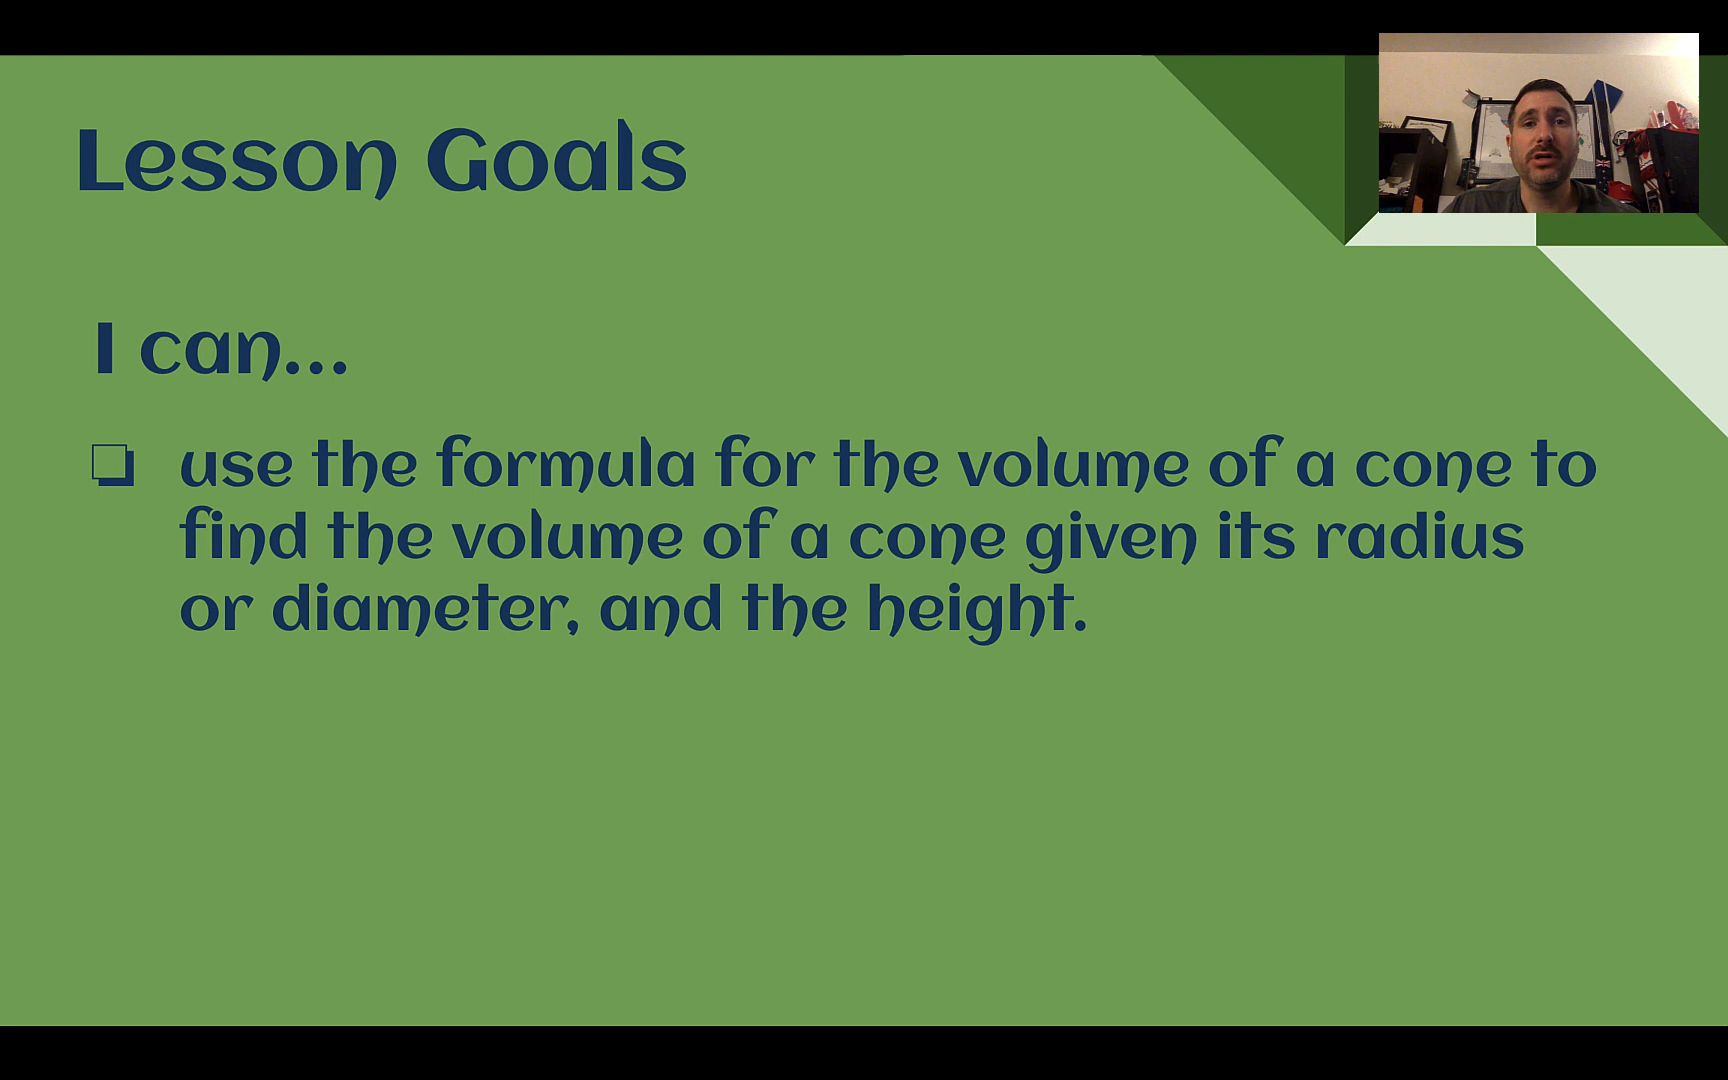 Lesson Goals
I can...
use the formula for the volume of a cone to
find the volume of a cone given its radius
or diameter, and the height.